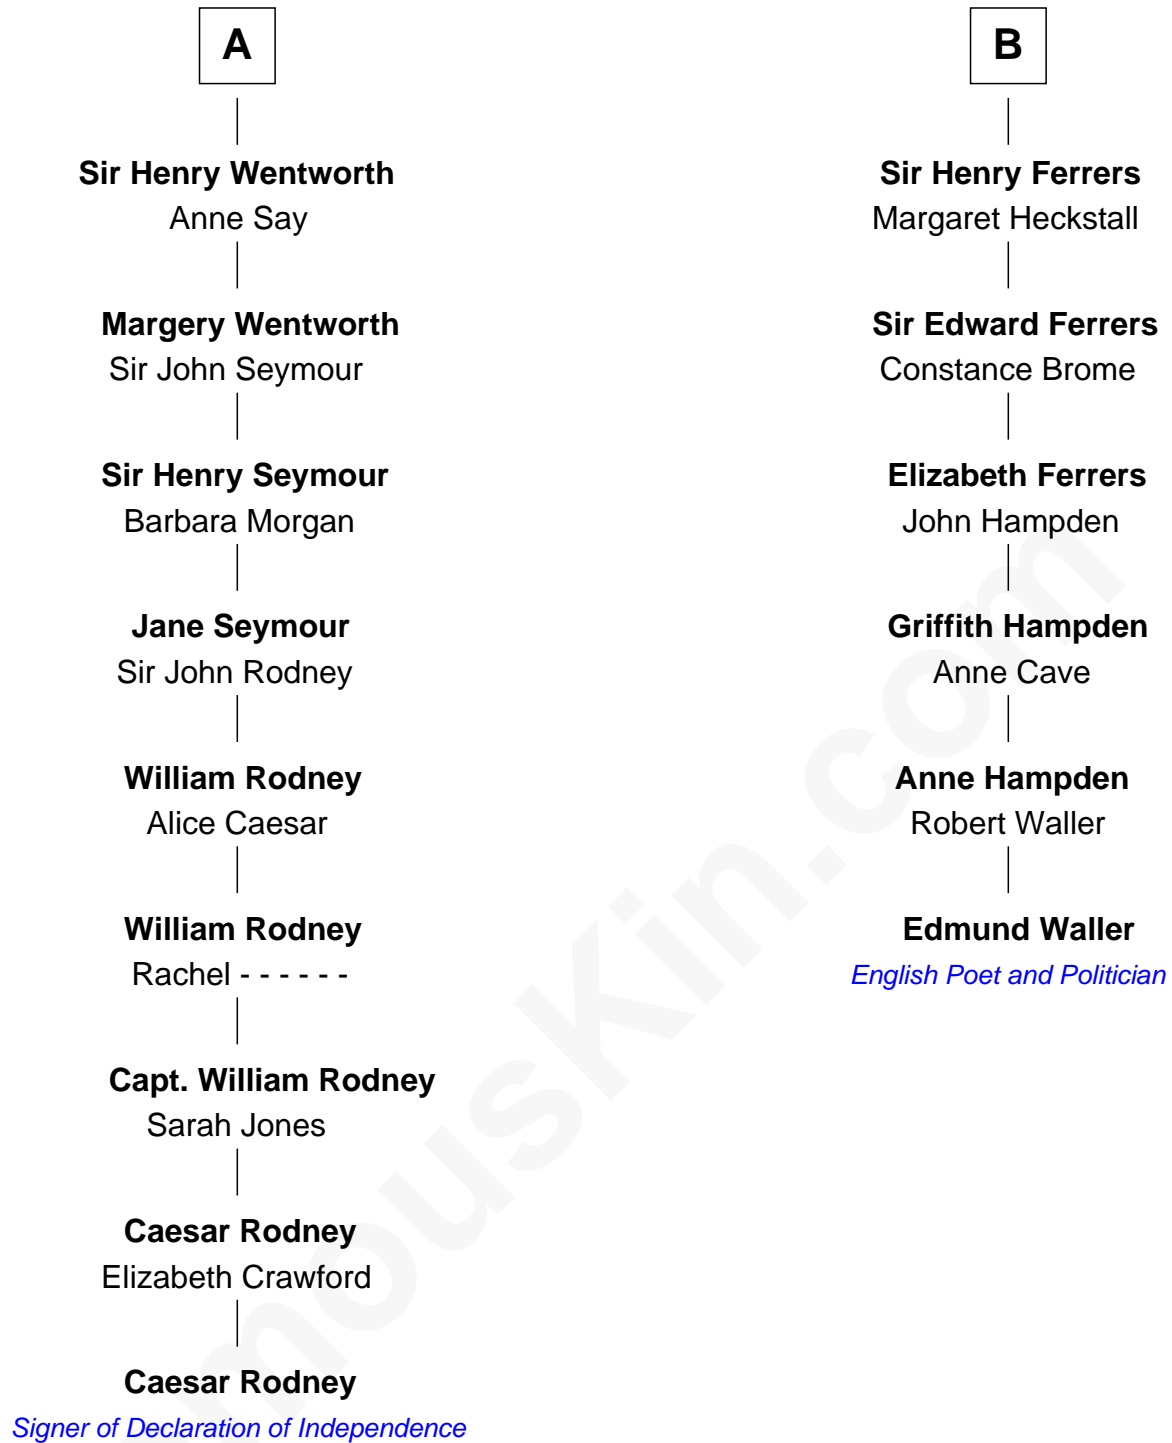 A
Sir Henry Wentworth
Anne Say
Margery Wentworth
Sir John Seymour
Sir Henry Seymour
Barbara Morgan
Jane Seymour
Sir John Rodney
William Rodney
Alice Caesar
William Rodney
Rachel - - - - - -
Capt. William Rodney
Sarah Jones
Caesar Rodney
Elizabeth Crawford
Caesar Rodney
Signer of Declaration of Independence
B
Sir Henry Ferrers
Margaret Heckstall
Sir Edward Ferrers
Constance Brome
Elizabeth Ferrers
John Hampden
Griffith Hampden
Anne Cave
Anne Hampden
Robert Waller
Edmund Waller
English Poet and Politician
mouskin.com